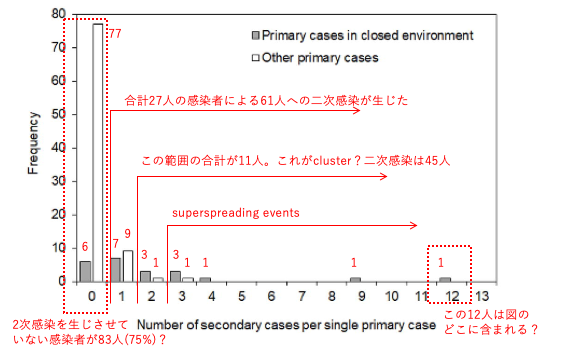 80
77
70
60
50
40
30
20
10
0
Frequency
Primary cases in closed environment
Other primary cases
合計27人の感染者による61人への二次感染が生じた
この範囲の合計が11人。これがcluster？二次感染は45人
superspreading events
6
7
9
3
1
3
1
1
1
1
0 1 2 3 4 5 6 7 8 9 10 11 12 13
Number of secondary cases per single primary case
2次感染を生じさせて
いない感染者が83人(75%)？
この12人は図の
どこに含まれる？